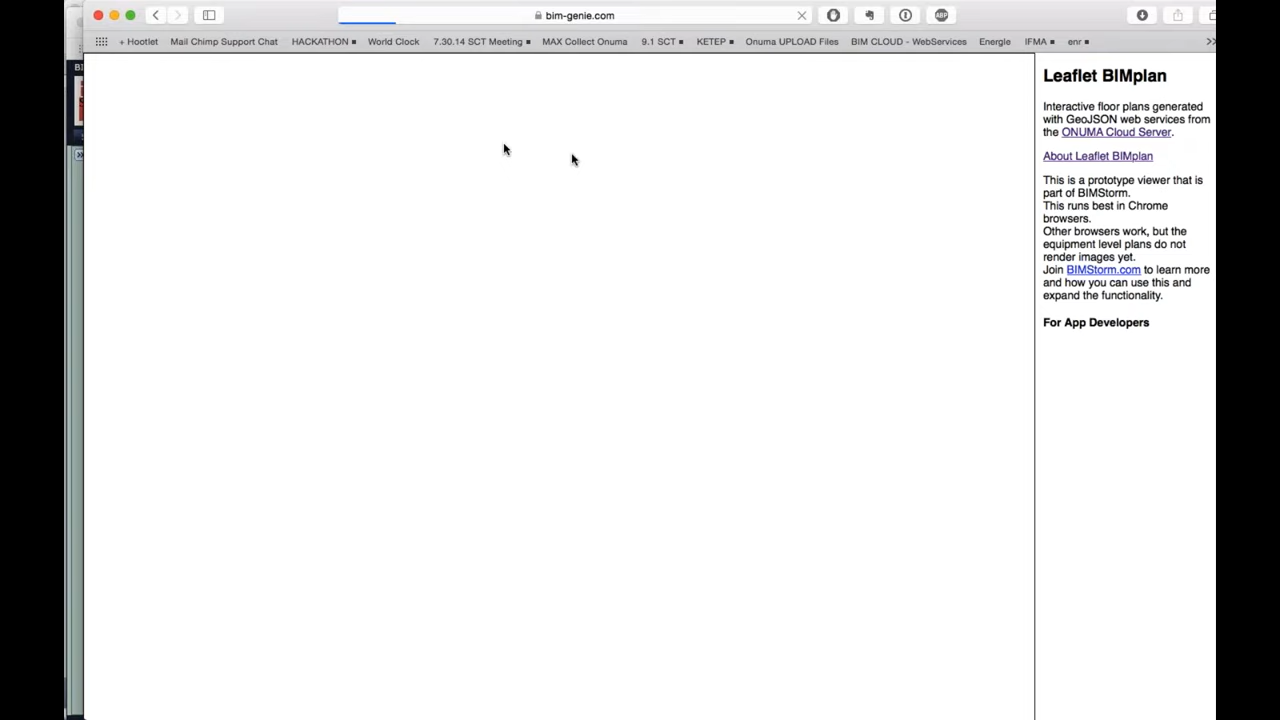 bim-genie.com
ABP
+ Hootlet Mail Chimp Support Chat HACKATHON World Clock 7.30.14 SCT Meeting MAX Collect Onuma 9.1 SCT KETEP Onuma UPLOAD Files BIM CLOUD - WebServices Energie IFMA enr
Leaflet BIMplan
Interactive floor plans generated
with GeoJSON web services from
the ONUMA Cloud Server.
About Leaflet BIMplan
This is a prototype viewer that is
part of BIMStorm.
This runs best in Chrome
browsers.
Other browsers work, but the
equipment level plans do not
render images yet.
Join BIMStorm.com to learn more
and how you can use this and
expand the functionality.
For App Developers